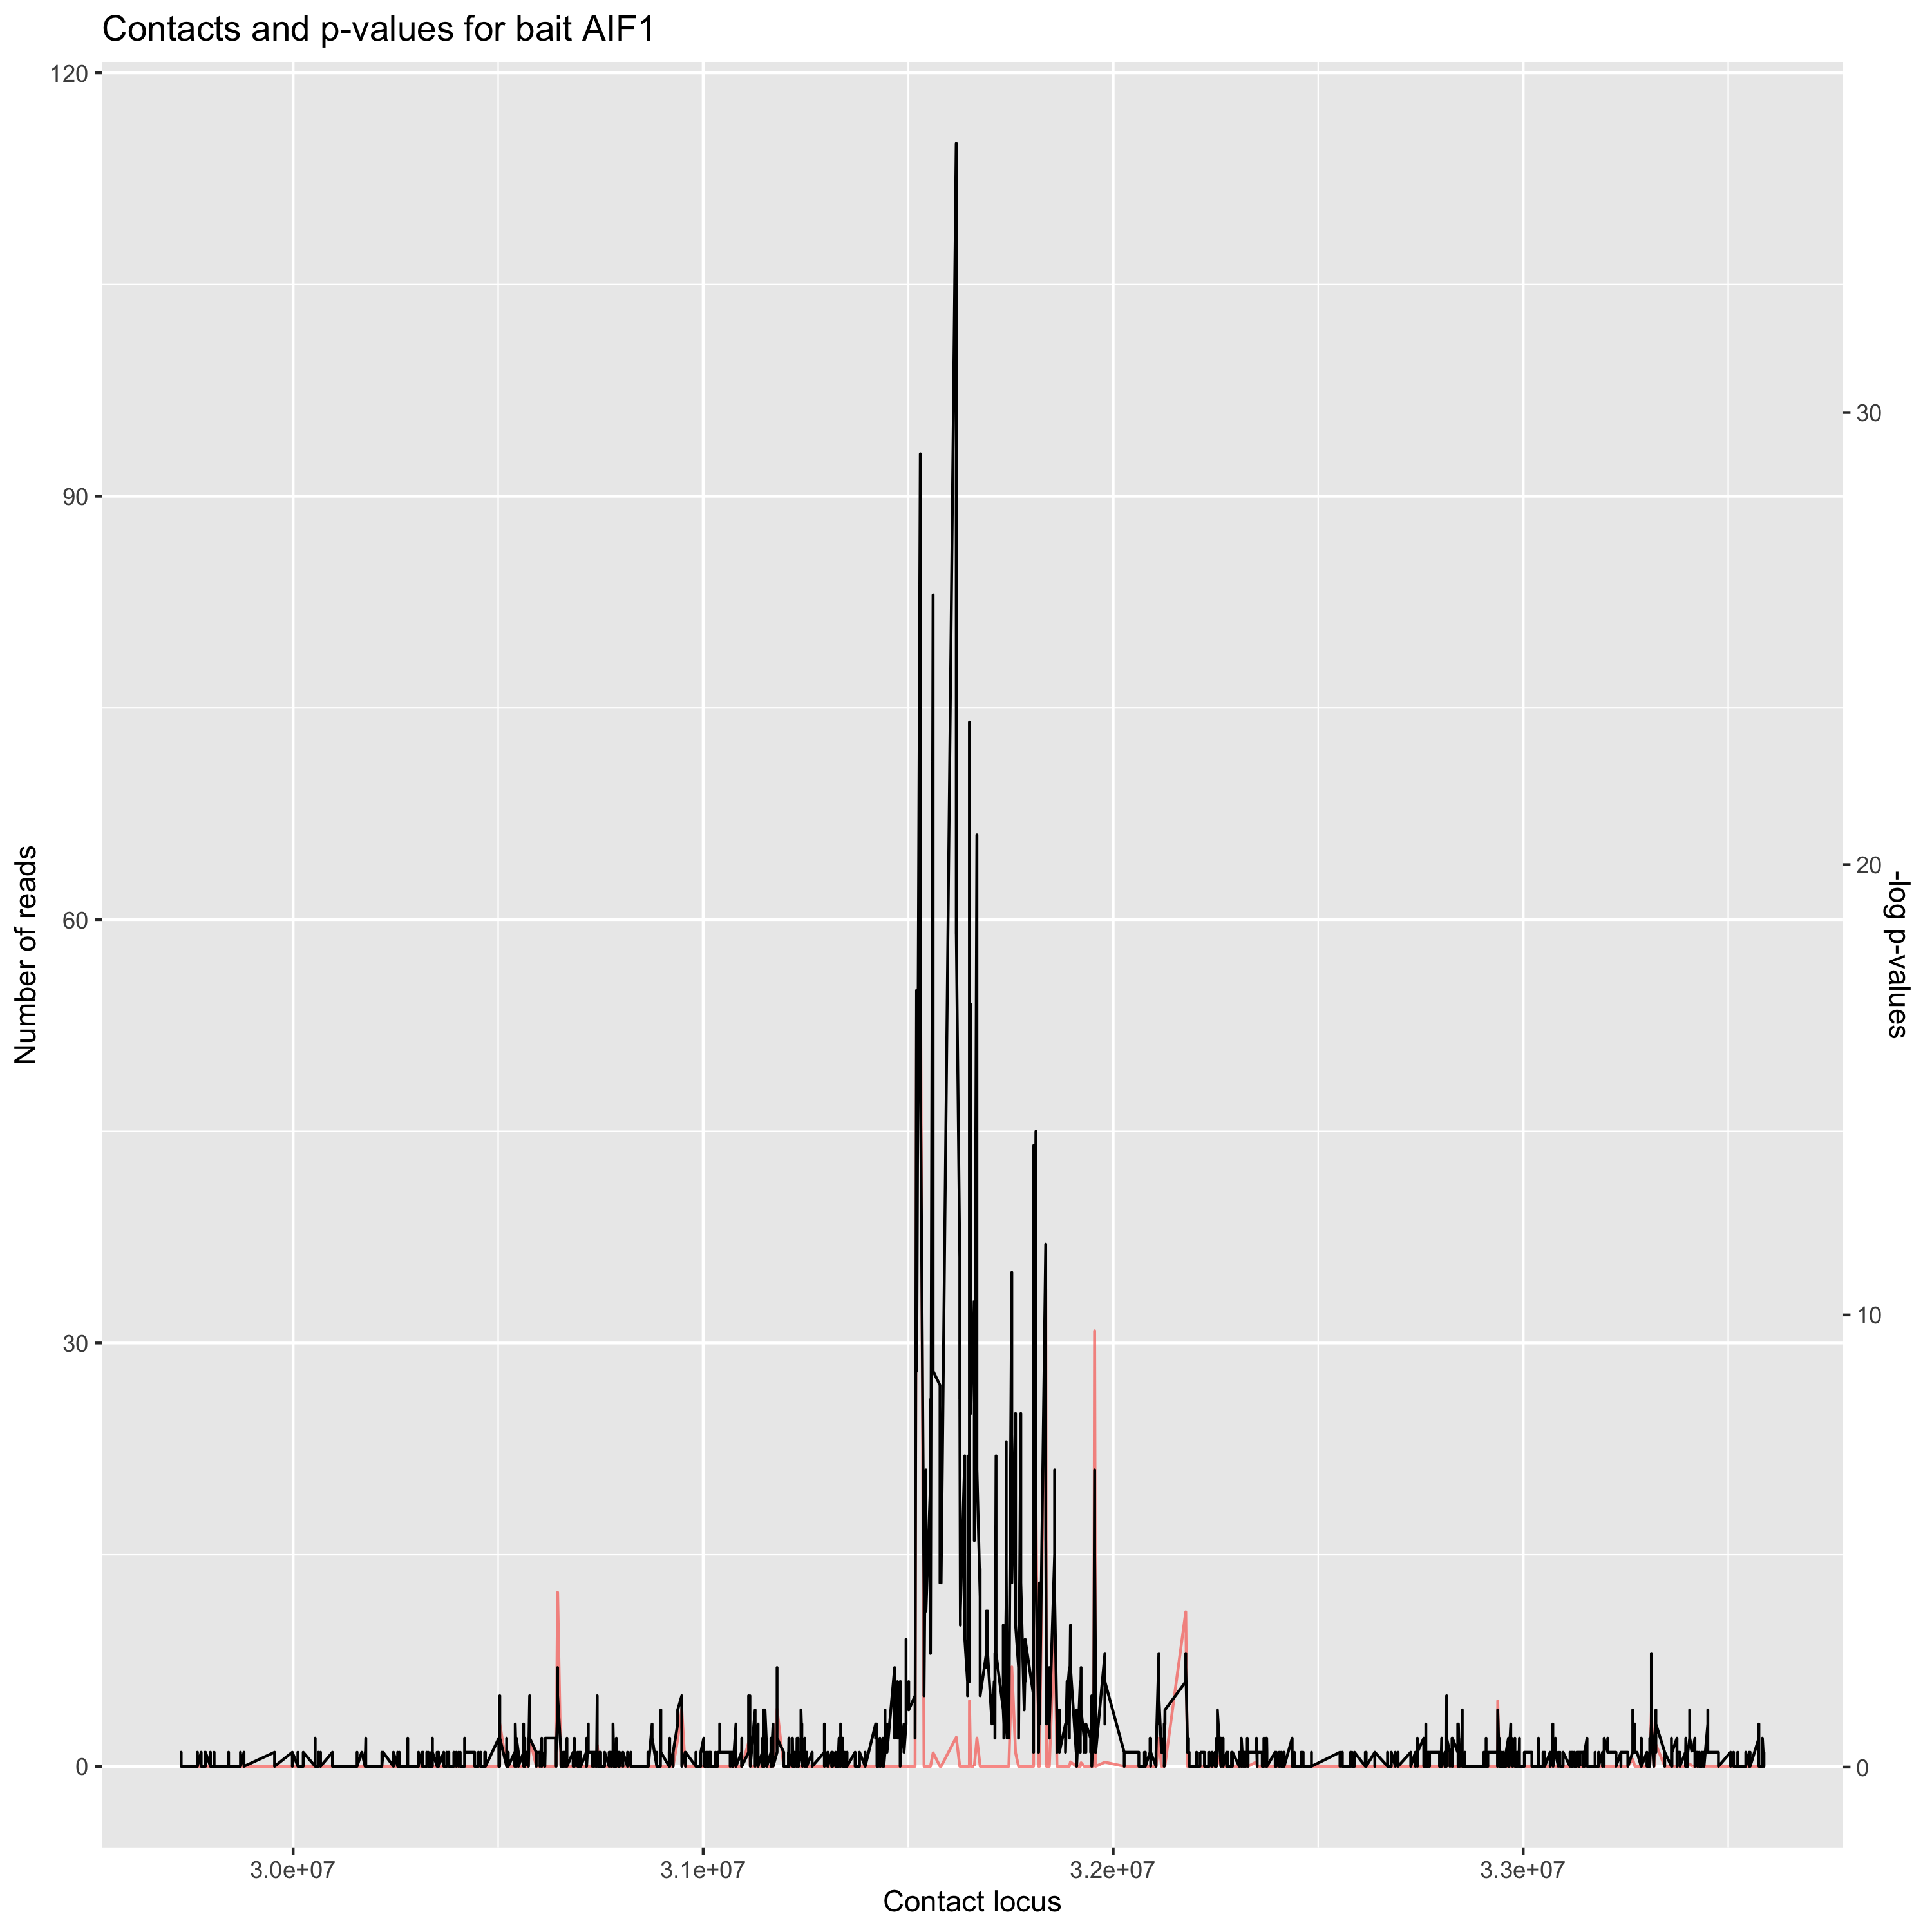 Contacts and p-values for bait AIF1
120
90
60
30
0
Number of reads
30
20
10
0
-log p-values
3.0e+07
3.1e+07
3.2e+07
3.3e+07
Contact locus